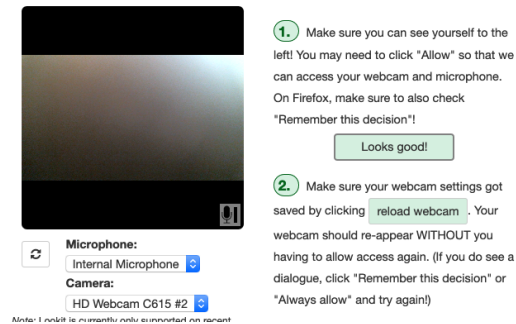 1. Make sure you can see yourself to the
left! You may need to click "Allow" so that we
can access your webcam and microphone.
On Firefox, make sure to also check
"Remember this decision"!
Looks good!
2. Make sure your webcam settings got
saved by clicking reload webcam . Your
webcam should re-appear WITHOUT you
having to allow access again. (If you do see a
dialogue, click "Remember this decision" or
"Always allow" and try again!)
Microphone:
Internal Microphone
Camera:
HD Webcam C615 #2
Note: Lookit is currently only supported on recent